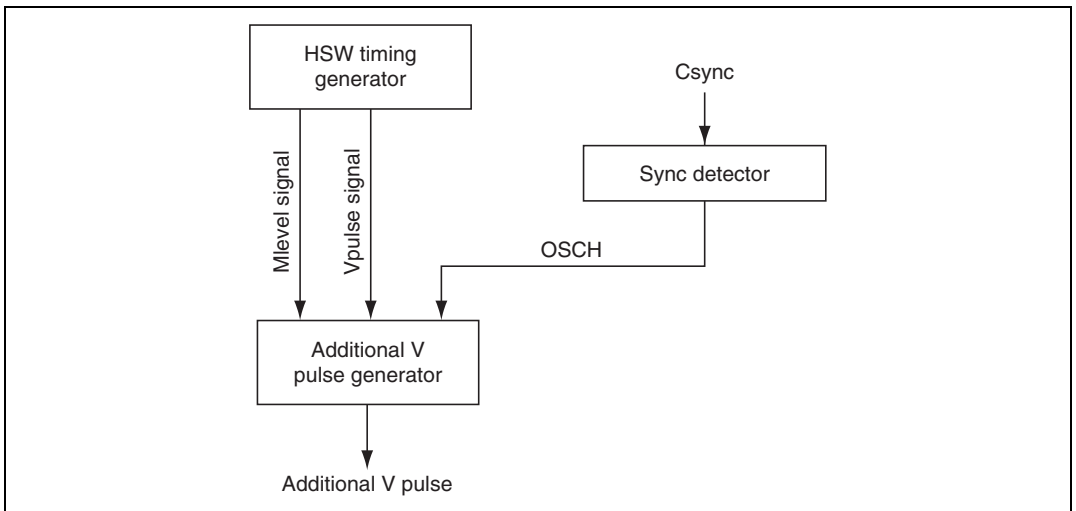 HSW timing
generator
Csync
Sync detector
Mlevel signal
Vpulse signal
OSCH
Additional V
pulse generator
Additional V pulse